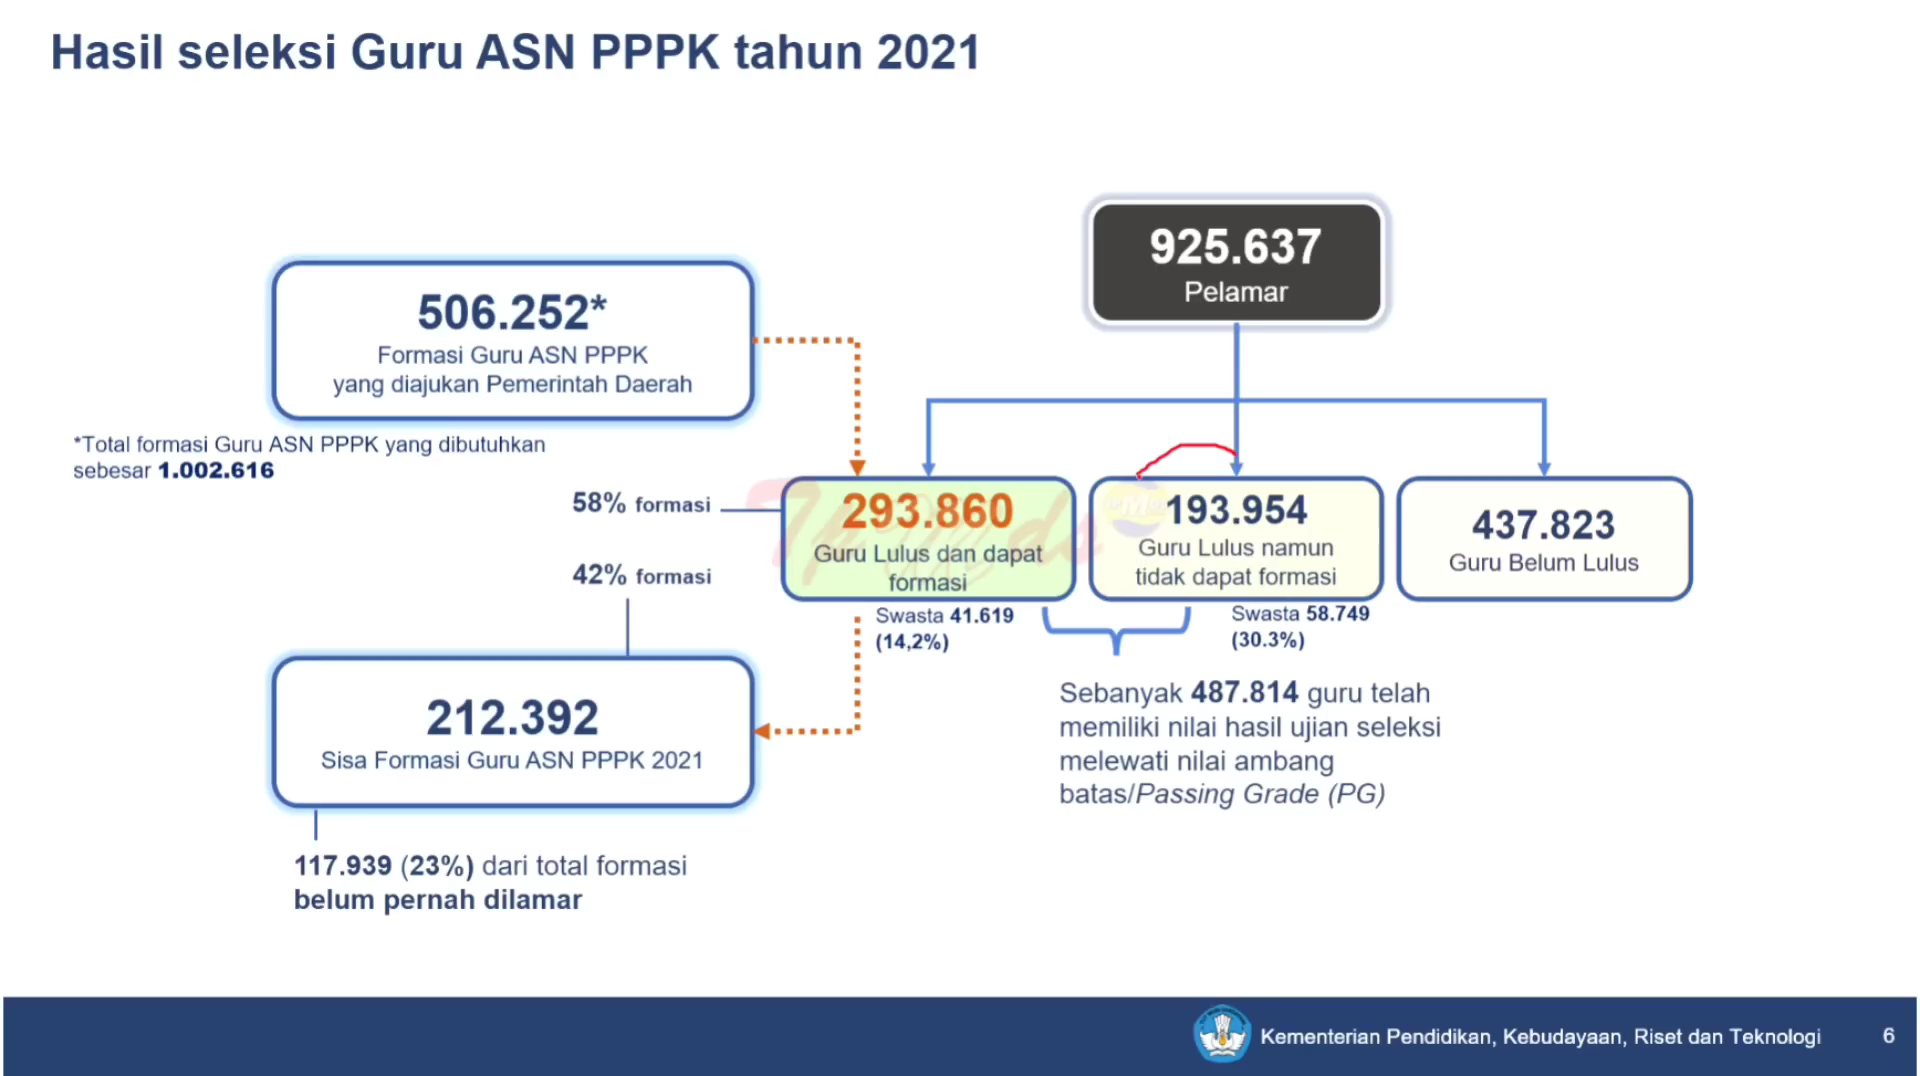 Hasil seleksi Guru ASN PPPK tahun 2021
925.637
Pelamar
506.252*
Formasi Guru ASN PPPK
yang diajukan Pemerintah Daerah
*Total formasi Guru ASN PPPK yang dibutuhkan
sebesar 1.002.616
58% formasi
42% formasi
293.860
Guru Lulus dan dapat
formasi
Swasta 41.619
(14,2%)
193.954
Guru Lulus namun
tidak dapat formasi
Swasta 58.749
(30.3%)
437.823
Guru Belum Lulus
Sebanyak 487.814 guru telah
memiliki nilai hasil ujian seleksi
melewati nilai ambang
batas/Passing Grade (PG)
212.392
Sisa Formasi Guru ASN PPPK 2021
117.939 (23%) dari total formasi
belum pernah dilamar
Kementerian Pendidikan, Kebudayaan, Riset dan Teknologi
6